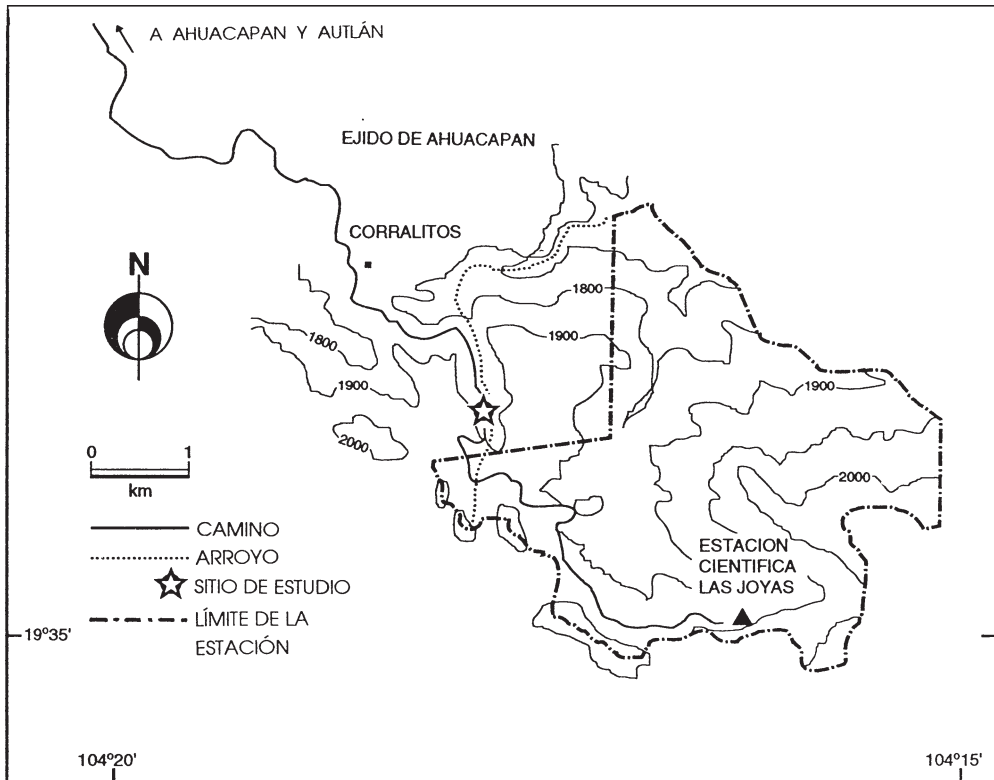 A AHUACAPAN Y AUTLÁN
EJIDO DE AHUACAPAN
CORRALITOS
N
1800
1900
1800
1900
1900
2000
2000
0 1
km
CAMINO
ARROYO
SITIO DE ESTUDIO
LÍMITE DE LA
ESTACIÓN
ESTACION
CIENTIFICA
LAS JOYAS
19º35'
104º20'
104º15'